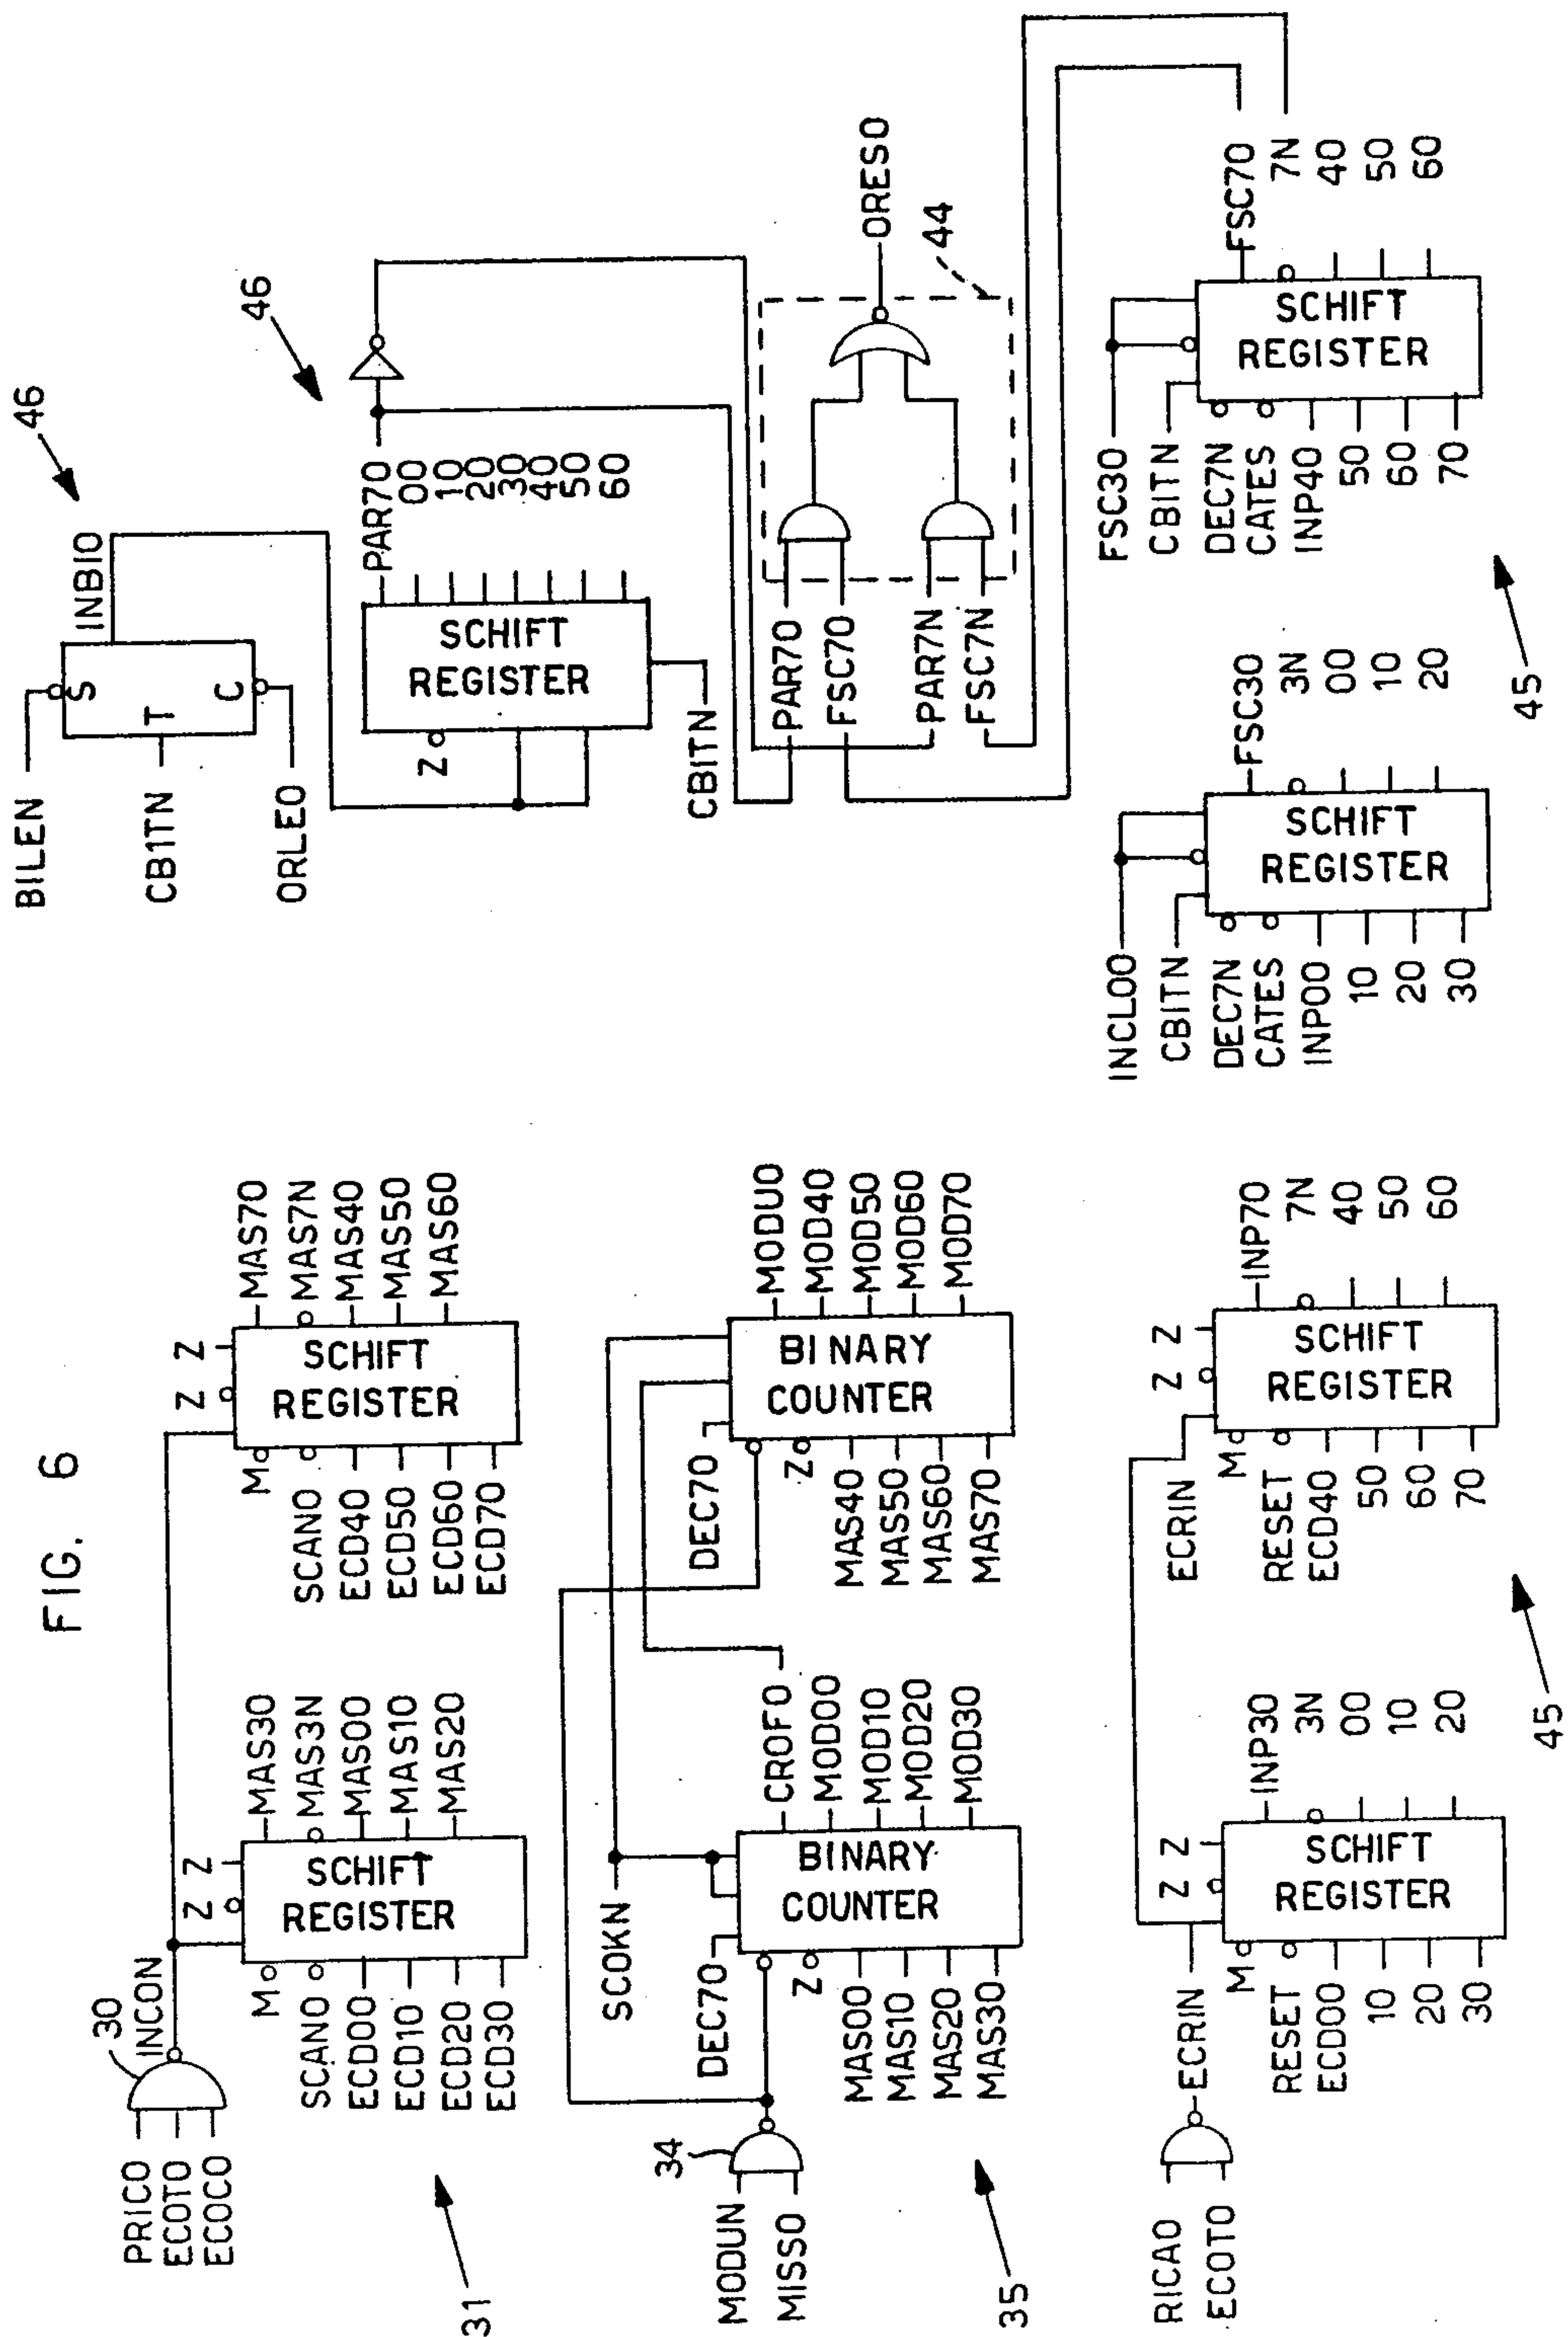 FIG. 6
PRICO
ECOTO
ECOCO
30
INCON
31
Z
Z
M
SCANO
ECD00
ECD10
ECD20
ECD30
SCHIFT
REGISTER
MAS30
MAS3N
MAS00
MAS10
MAS20
Z
Z
M
SCANO
ECD40
ECD50
ECD60
ECD70
SCHIFT
REGISTER
MAS70
MAS7N
MAS40
MAS50
MAS60
MODUN
MISSO
34
35
SCOKN
DEC70
Z
MAS00
MAS10
MAS20
MAS30
BINARY
COUNTER
CROFO
MOD00
MOD10
MOD20
MOD30
DEC70
Z
MAS40
MAS50
MAS60
MAS70
BINARY
COUNTER
MODUO
MOD40
MOD50
MOD60
MOD70
RICAO
ECOTO
ECRIN
Z
Z
M
RESET
ECD00
10
20
30
SCHIFT
REGISTER
INP30
3N
00
10
20
45
ECRIN
Z
Z
M
RESET
ECD40
50
60
70
SCHIFT
REGISTER
INP70
7N
40
50
60
BILEN
CB1TN
ORLEO
S
T
C
INBIO
46
Z
SCHIFT
REGISTER
CBITN
PAR70
00
10
20
30
40
50
60
46
PAR70
FSC70
PAR7N
FSC7N
ORESO
44
INCLOO
CBITN
DEC7N
CATES
INP00
10
20
30
SCHIFT
REGISTER
FSC30
3N
00
10
20
45
FSC30
CBITN
DEC7N
CATES
INP40
50
60
70
SCHIFT
REGISTER
FSC70
7N
40
50
60